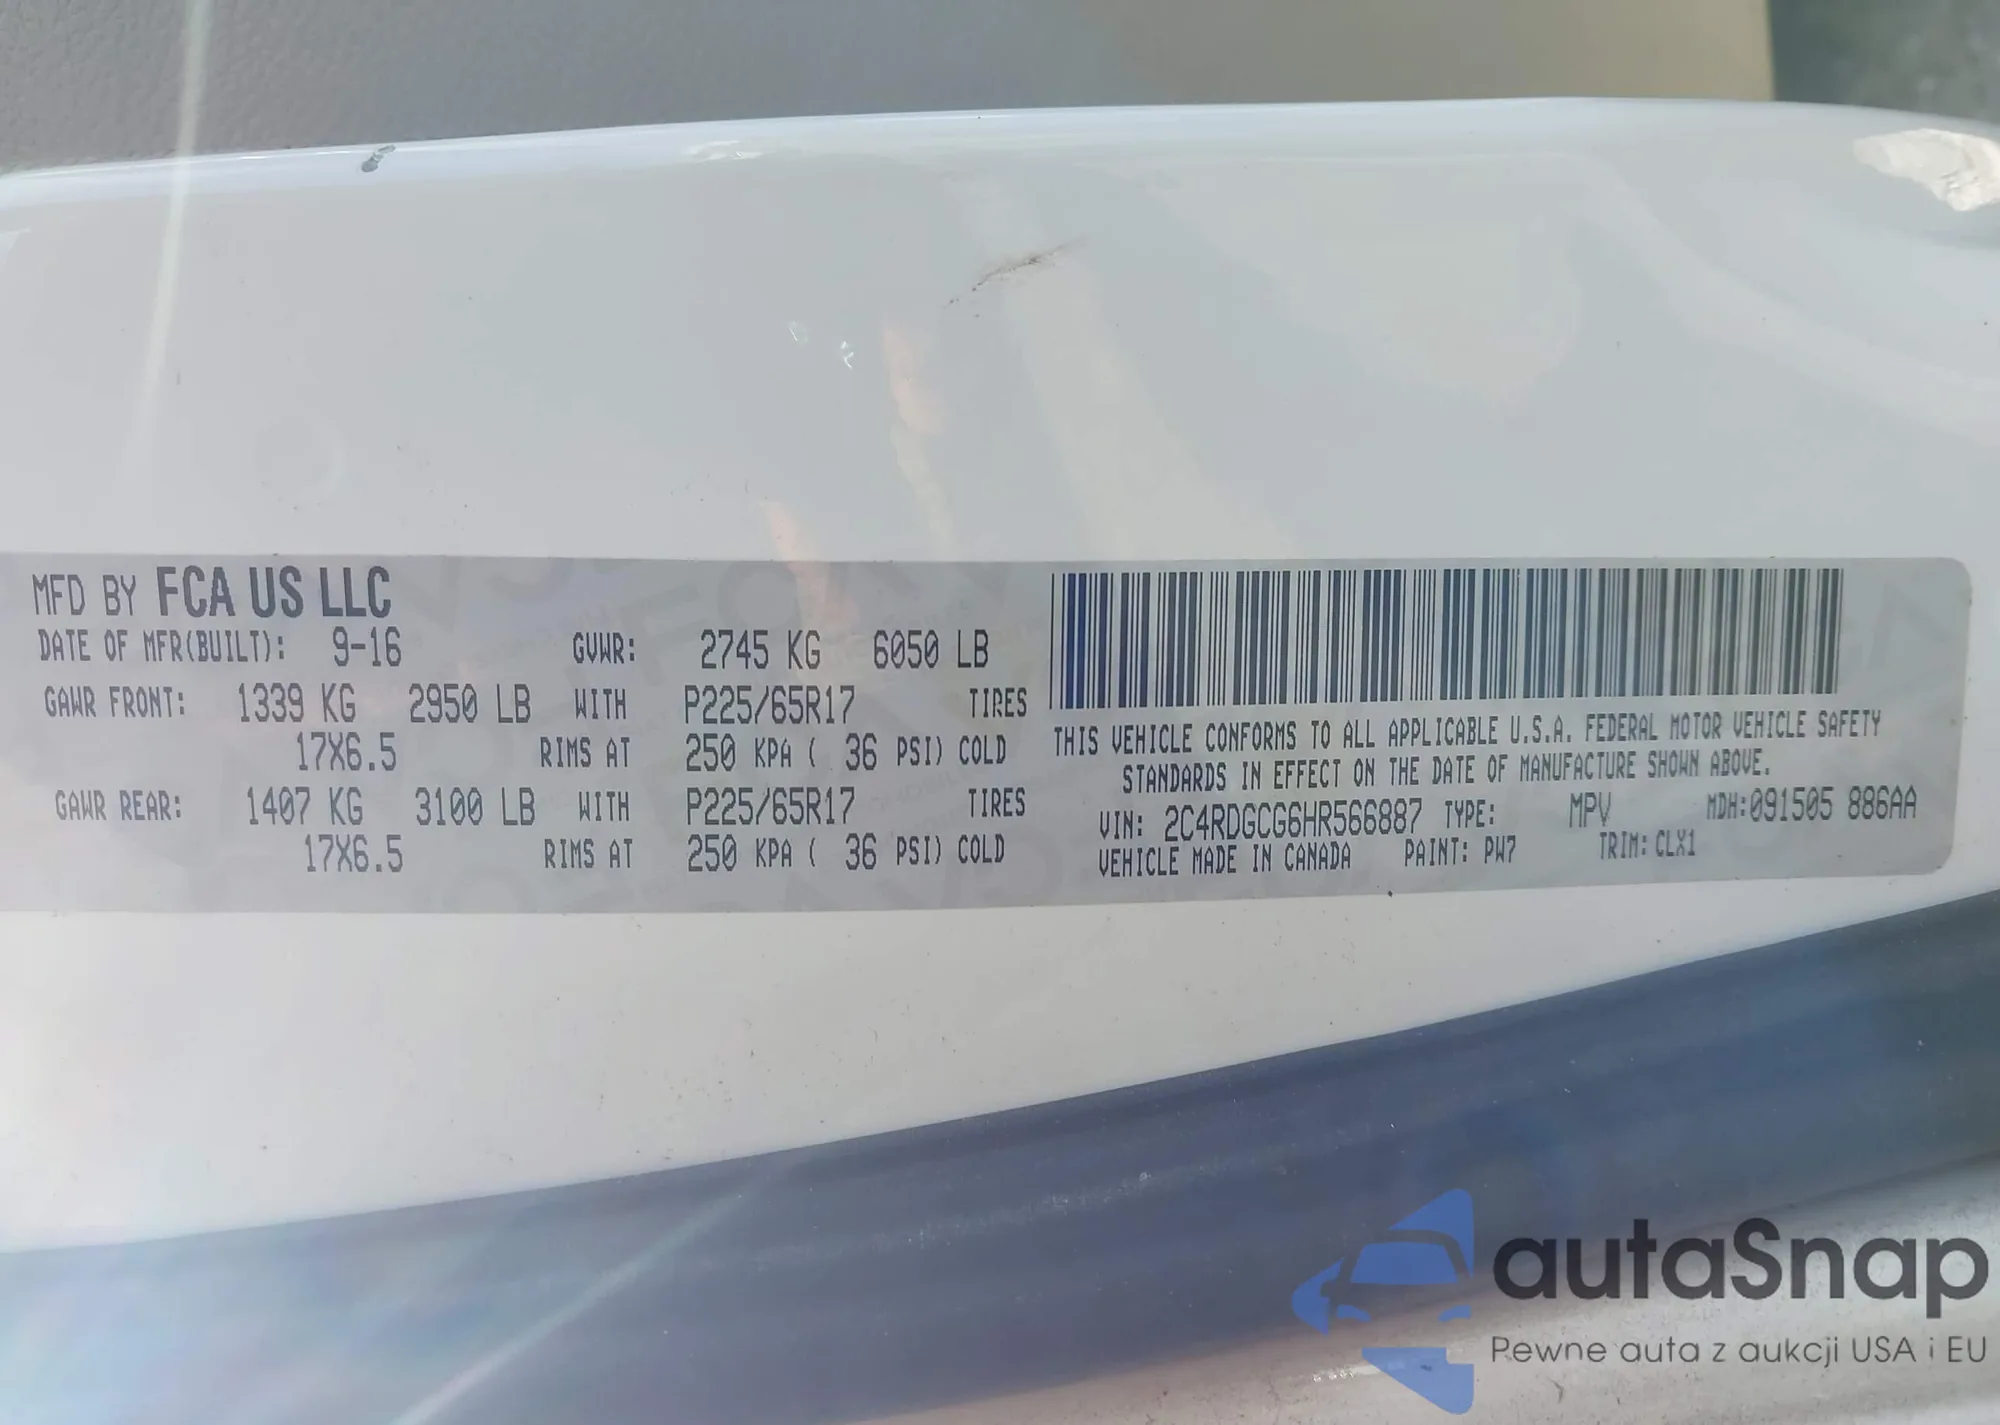 MFD BY FCA US LLC
DATE OF MFR(BUILT): 9-16 GVWR: 2745 KG 6050 LB
GAWR FRONT: 1339 KG 2950 LB WITH P225/65R17 TIRES
17X6.5 RIMS AT 250 KPA ( 36 PSI) COLD
GAWR REAR: 1407 KG 3100 LB WITH P225/65R17 TIRES
17X6.5 RIMS AT 250 KPA ( 36 PSI) COLD
THIS VEHICLE CONFORMS TO ALL APPLICABLE U.S.A. FEDERAL MOTOR VEHICLE SAFETY
STANDARDS IN EFFECT ON THE DATE OF MANUFACTURE SHOWN ABOVE.
VIN: 2C4RDGCG6HR566887 TYPE: MPV MDH:091505 886AA
VEHICLE MADE IN CANADA PAINT: PW7 TRIM: CLX1
autaSnap
Pewne auta z aukcji USA i EU